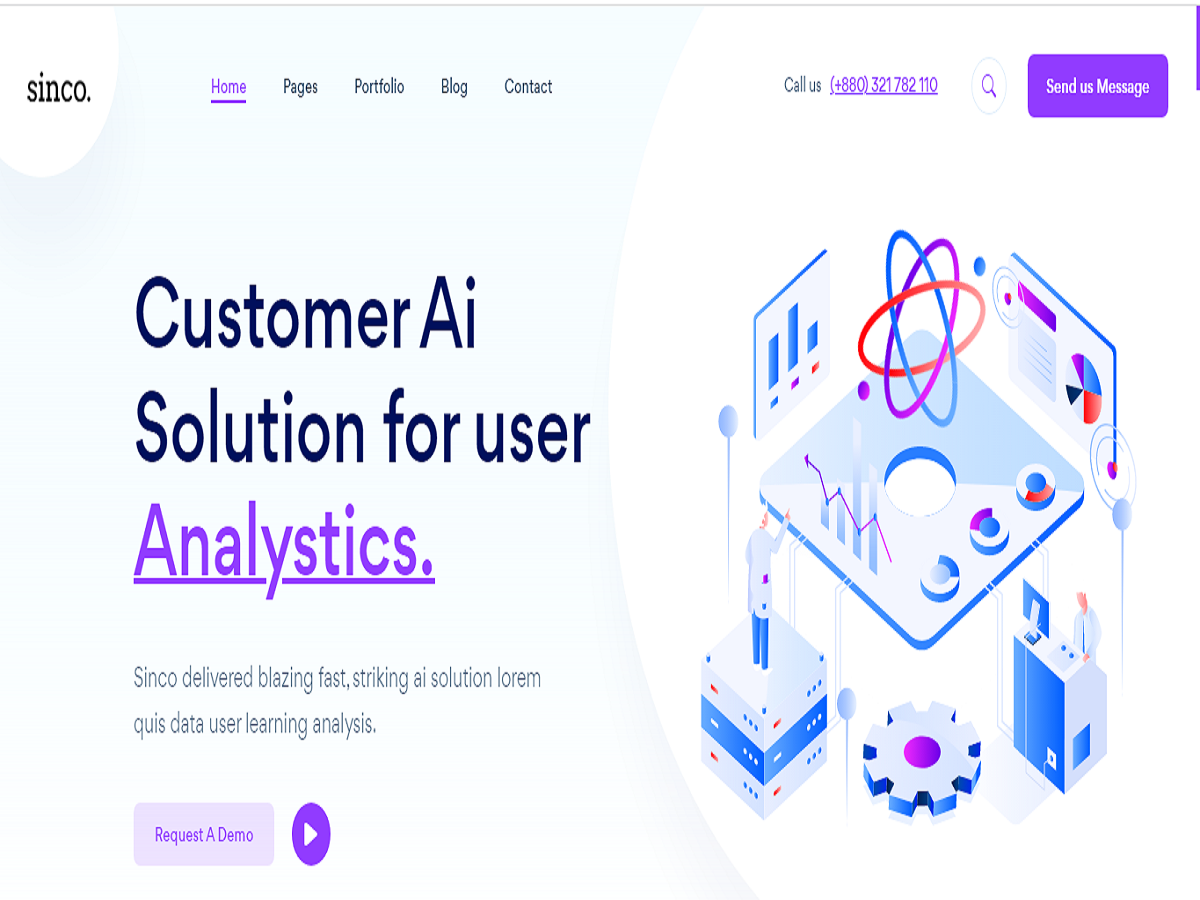 sinco.
Home Pages Portfolio Blog Contact
Call us (+880) 321 782 110
Send us Message
Customer Ai
Solution for user
Analystics.
Sinco delivered blazing fast, striking ai solution lorem
quis data user learning analysis.
Request A Demo